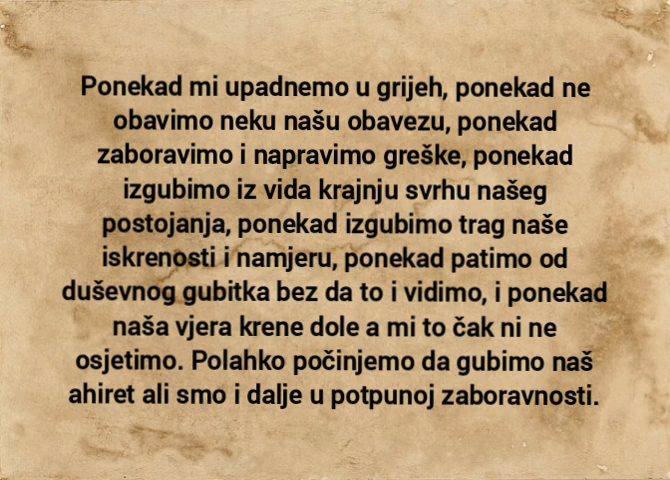 Ponekad mi upadnemo u grijeh, ponekad ne
obavimo neku našu obavezu, ponekad
zaboravimo i napravimo greške, ponekad
izgubimo iz vida krajnju svrhu našeg
postojanja, ponekad izgubimo trag naše
iskrenosti i namjeru, ponekad patimo od
duševnog gubitka bez da to i vidimo, i ponekad
naša vjera krene dole a mi to čak ni ne
osjetimo. Polahko počinjemo da gubimo naš
ahiret ali smo i dalje u potpunoj zaboravnosti.